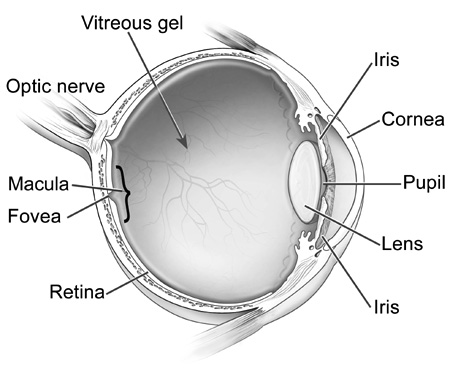 Vitreous gel
Optic nerve
Macula
Fovea
Retina
Iris
Cornea
Pupil
Lens
Iris